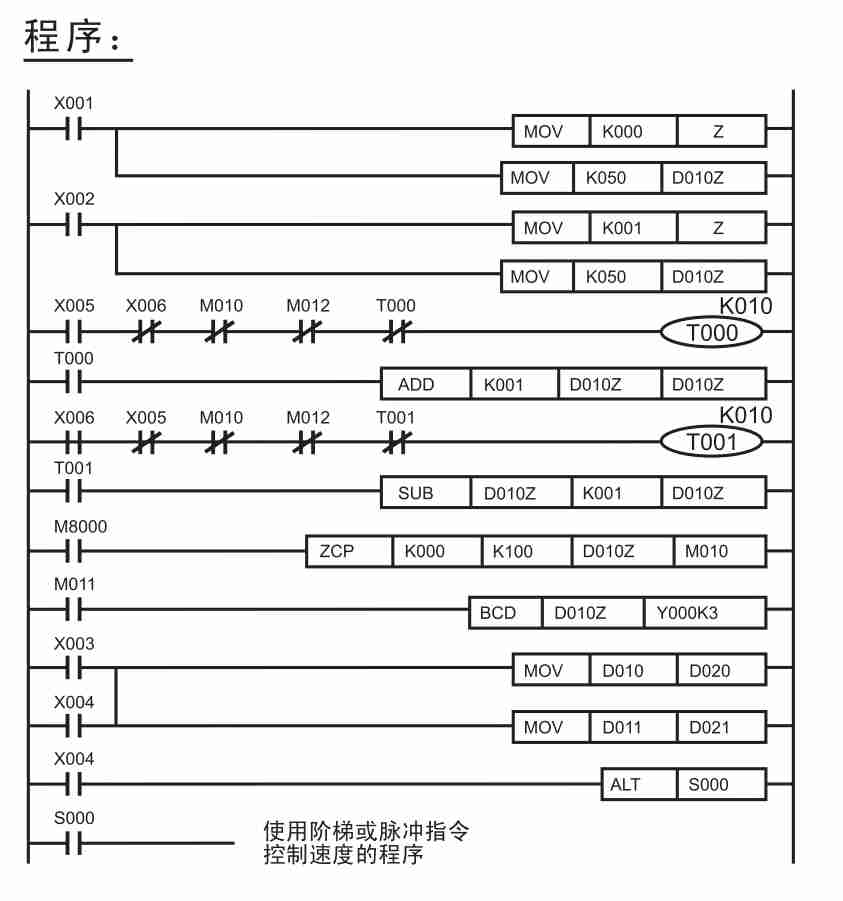 程序：
X001
MOV K000 Z
MOV K050 D010Z
X002
MOV K001 Z
MOV K050 D010Z
X005 X006 M010 M012 T000 K010
T000
T000
ADD K001 D010Z D010Z
X006 X005 M010 M012 T001 K010
T001
T001
SUB D010Z K001 D010Z
M8000
ZCP K000 K100 D010Z M010
M011
BCD D010Z Y000K3
X003
MOV D010 D020
X004
MOV D011 D021
X004
ALT S000
S000
使用阶梯或脉冲指令
控制速度的程序